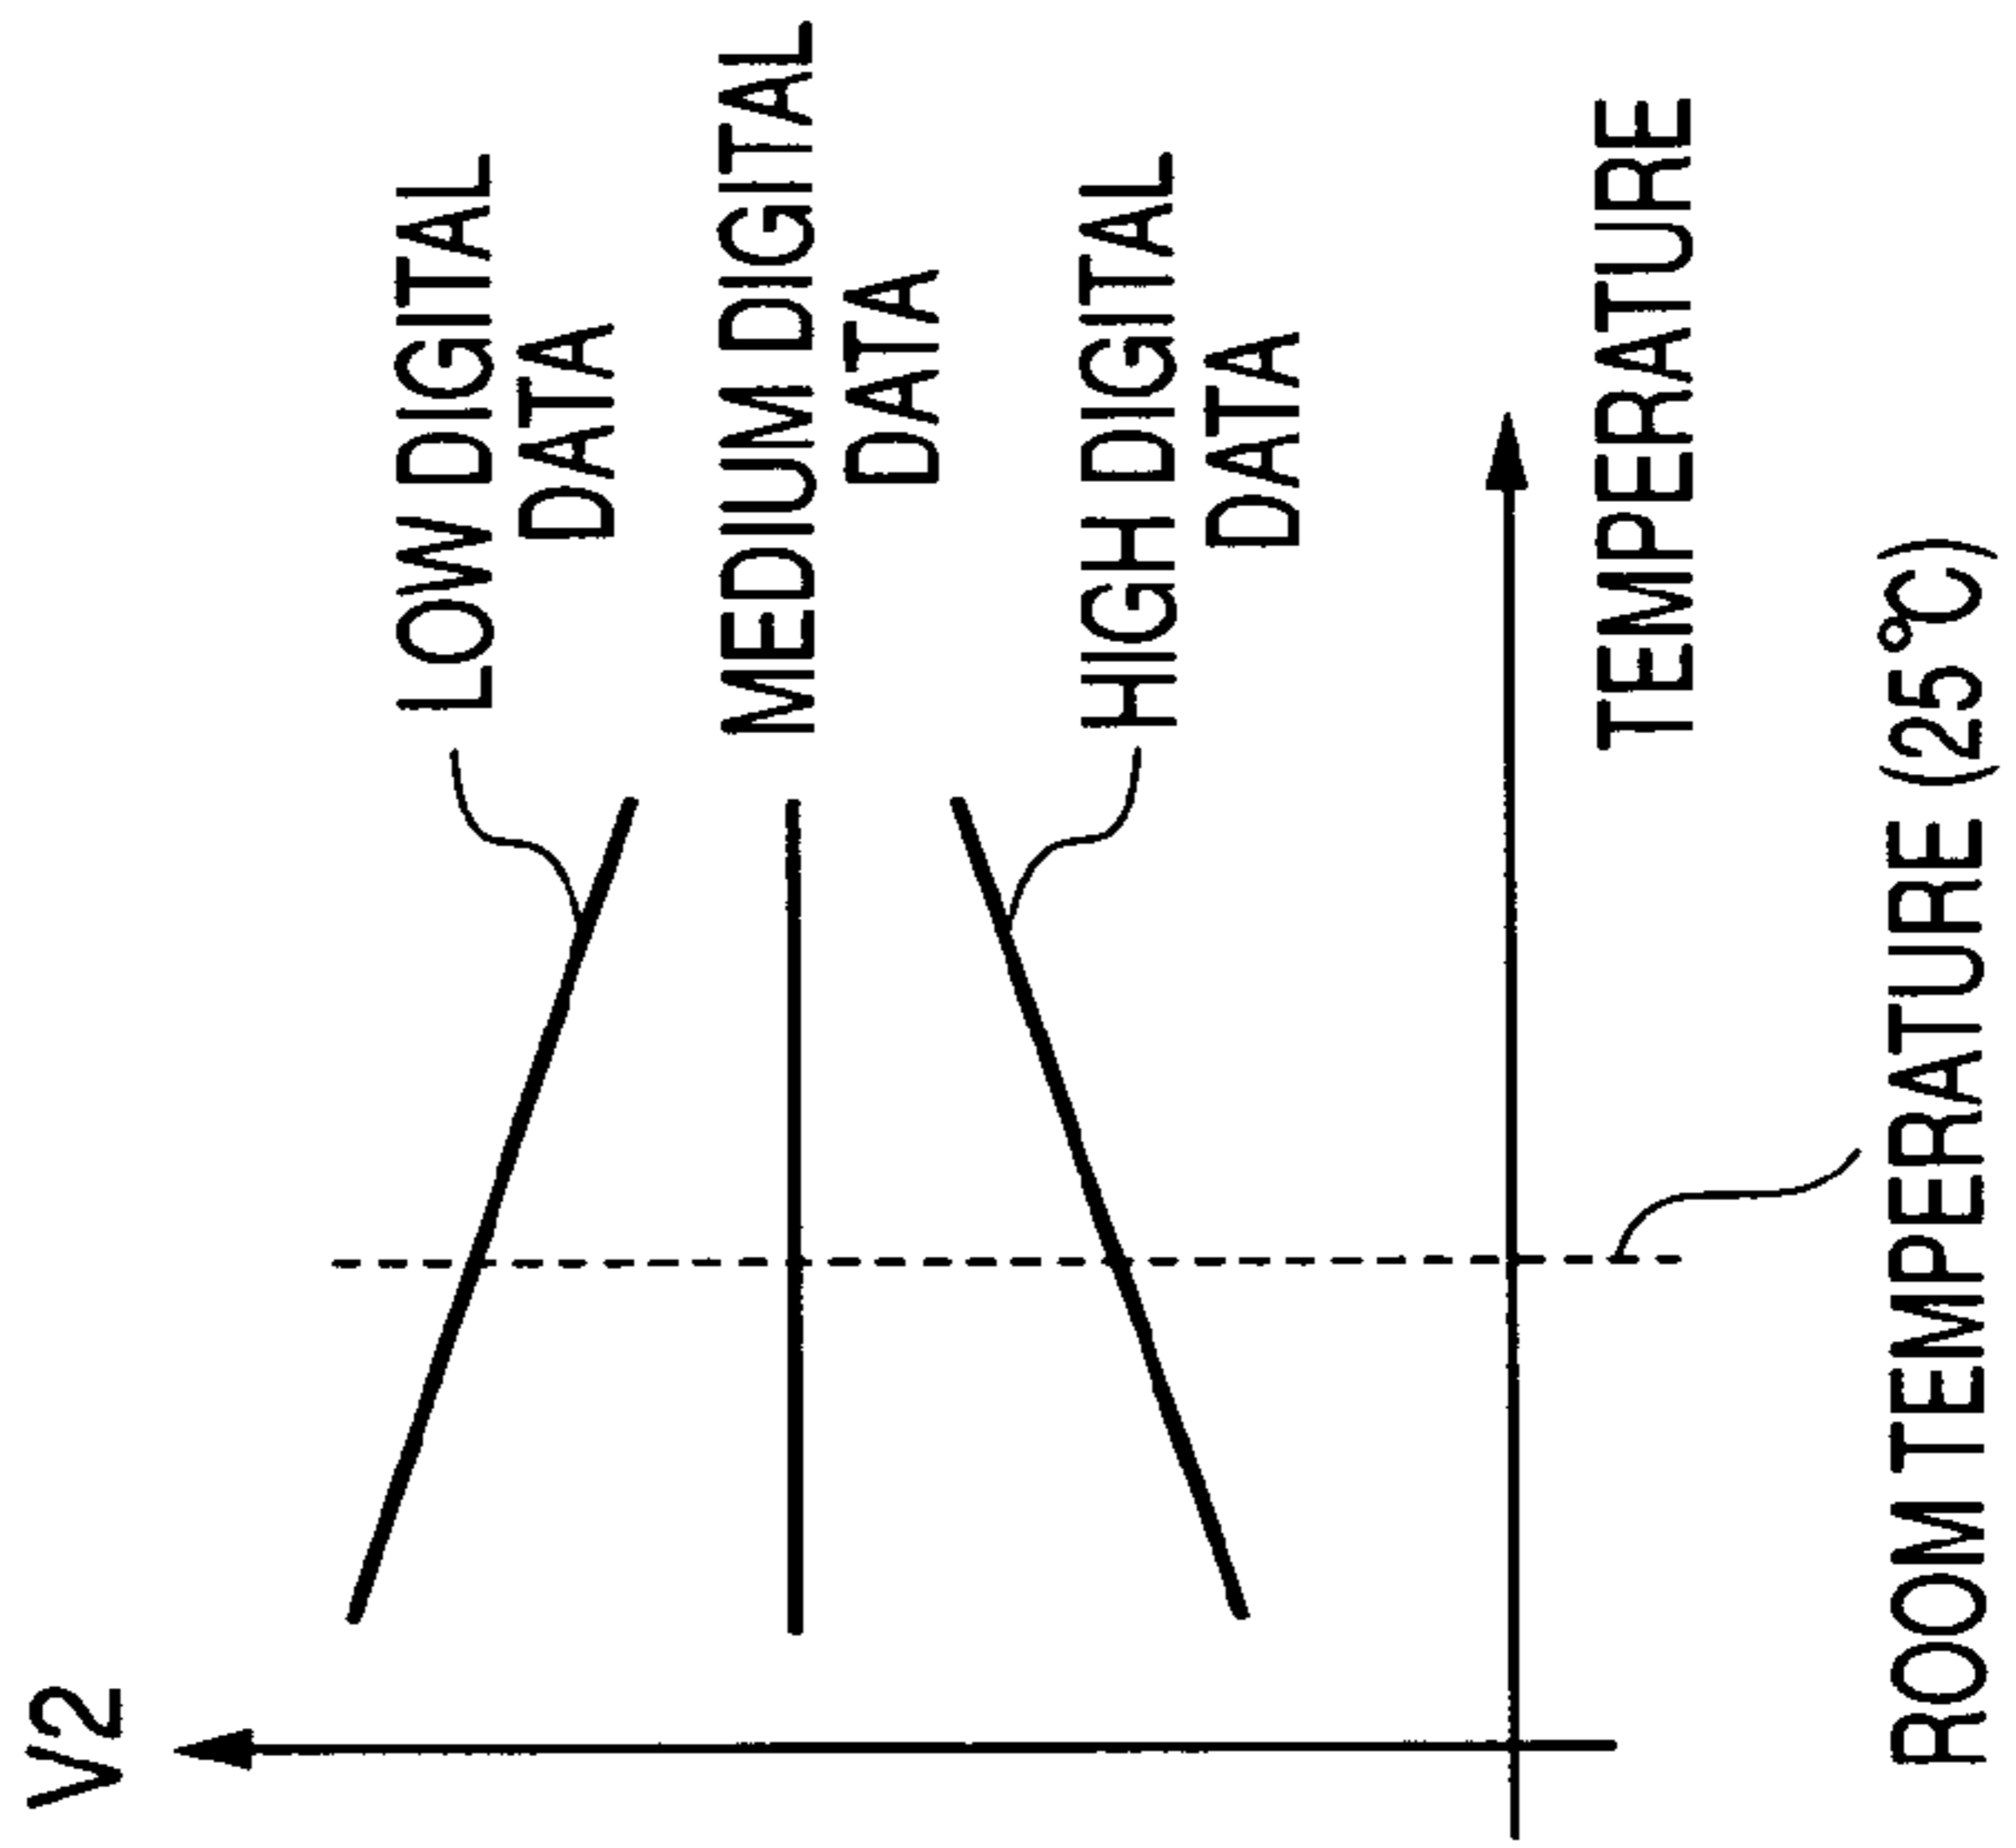 V2
LOW DIGITAL
DATA
MEDIUM DIGITAL
DATA
HIGH DIGITAL
DATA
TEMPERATURE
ROOM TEMPERATURE (25°C)